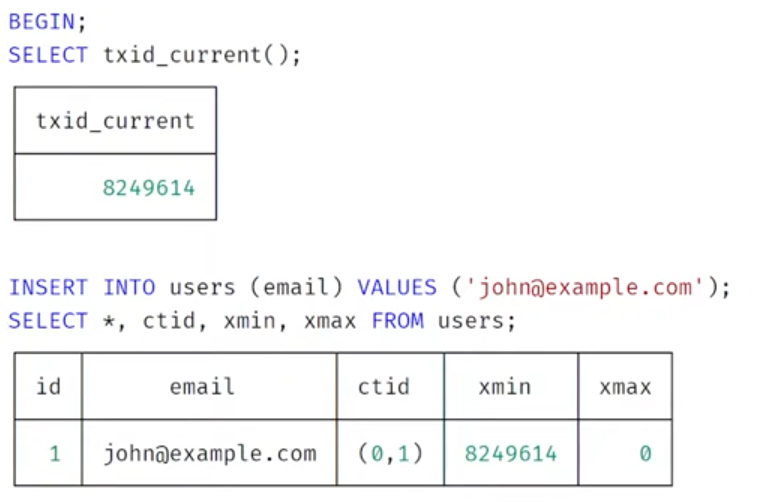 BEGIN;
SELECT txid_current();
txid_current
8249614
INSERT INTO users (email) VALUES ('john@example.com');
SELECT *, ctid, xmin, xmax FROM users;
id email ctid xmin xmax
1 john@example.com (0,1) 8249614 0